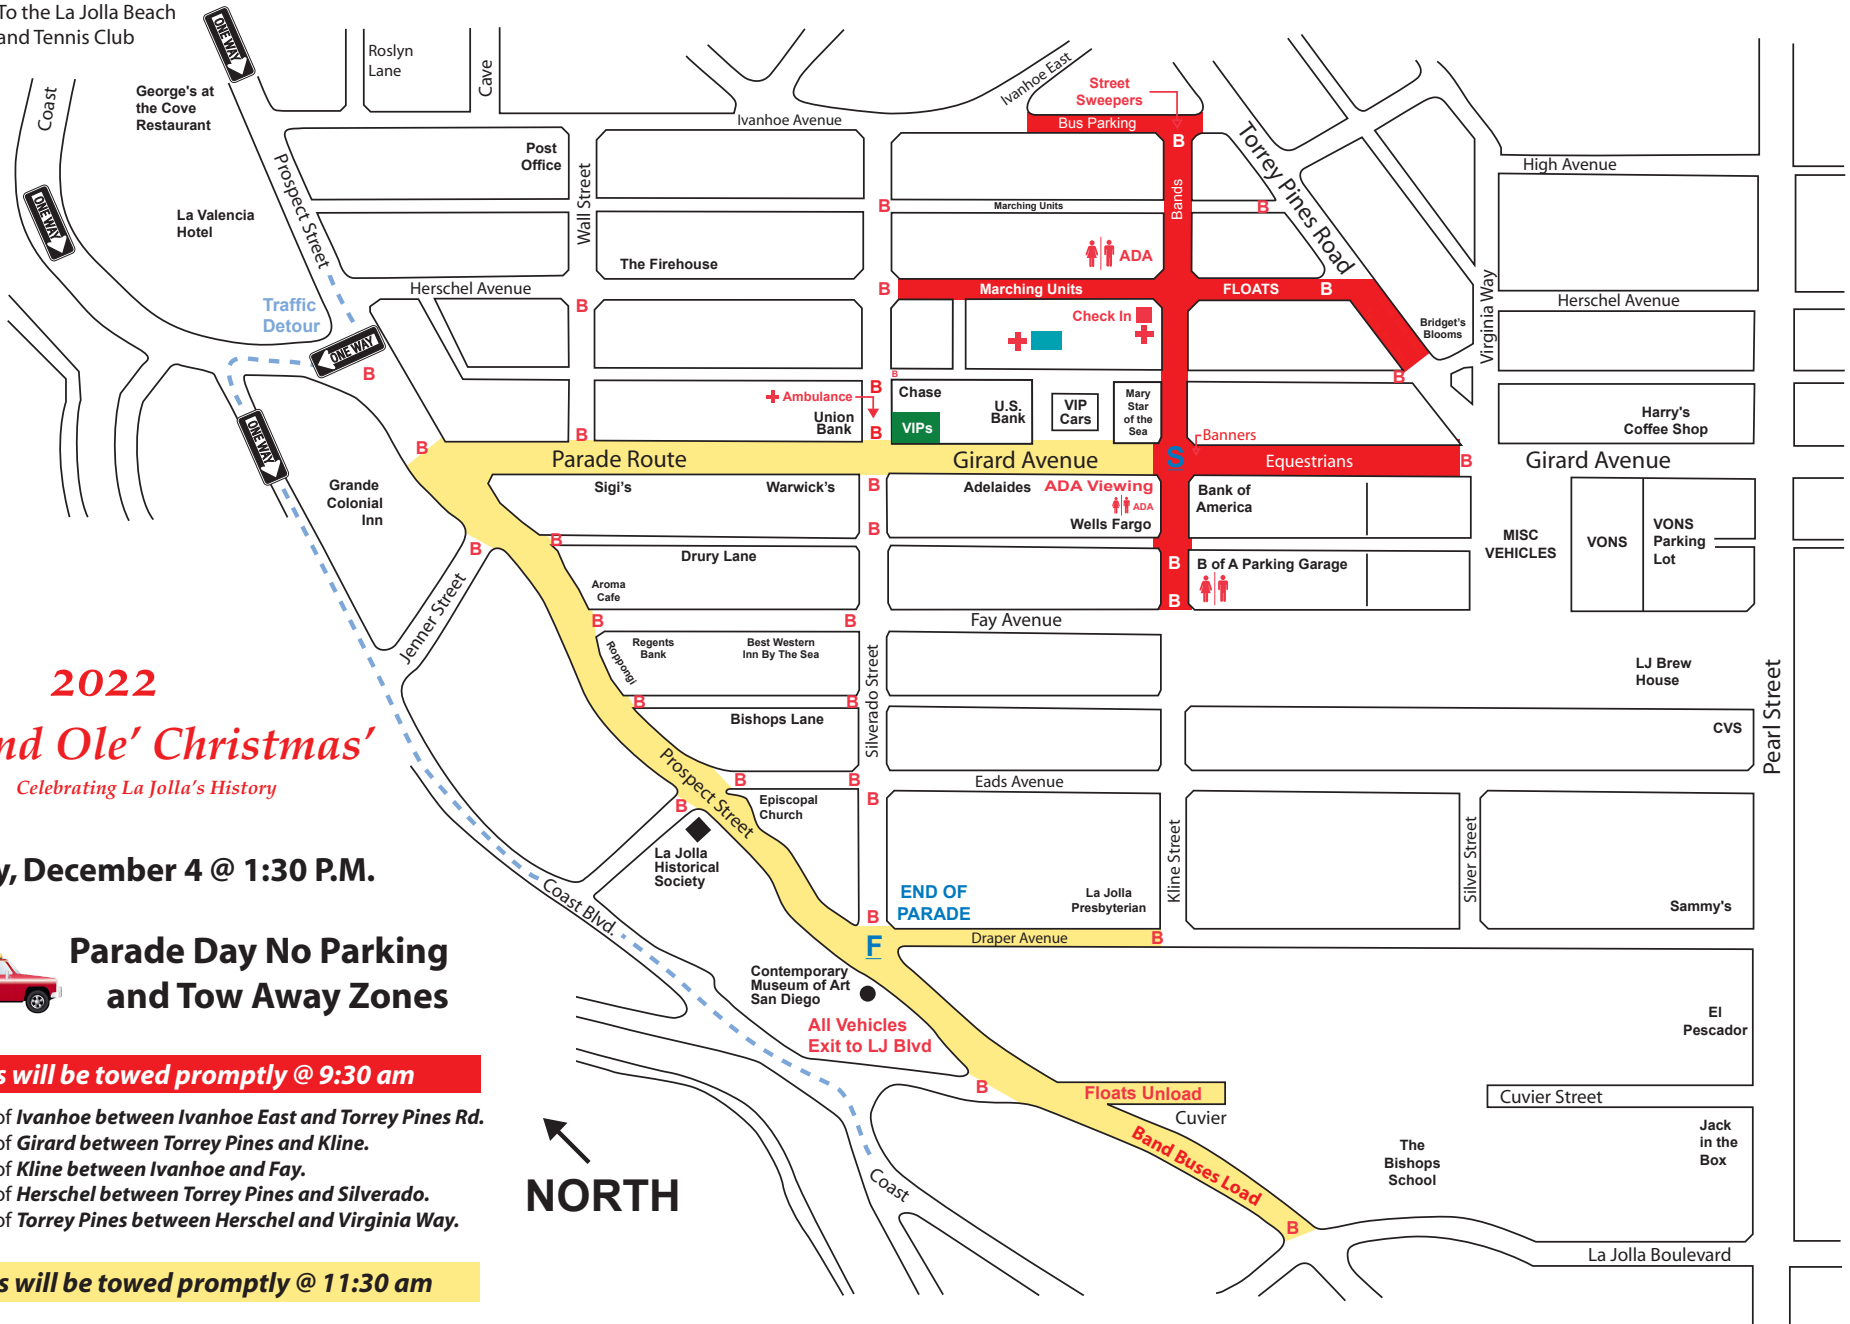 To the La Jolla Beach
and Tennis Club
ONE WAY
Roslyn
Lane
Cave
Coast
George's at
the Cove
Restaurant
Ivanhoe East
Street
Sweepers
Ivanhoe Avenue
Bus Parking
B
Torrey Pines Road
High Avenue
Post
Office
Prospect Street
Wall Street
ONE WAY
La Valencia
Hotel
B
Marching Units
Bands
B
The Firehouse
ADA
Virginia Way
Herschel Avenue
B
Marching Units
FLOATS
B
Herschel Avenue
Traffic
Detour
B
Check In
Bridget's
Blooms
ONE WAY
B
B
B
Ambulance
B
Chase
Union
Bank
VIPs
B
U.S.
Bank
VIP
Cars
Mary
Star
of the
Sea
Harry's
Coffee Shop
ONE WAY
B
B
Banners
Parade Route
Girard Avenue
S
Equestrians
B
Girard Avenue
Grande
Colonial
Inn
Sigi's
Warwick's
B
Adelaides
ADA Viewing
ADA
Wells Fargo
Bank of
America
B
MISC
VEHICLES
VONS
VONS
Parking
Lot
B
B
Drury Lane
B
B of A Parking Garage
Aroma
Cafe
B
Jenner Street
B
B
Fay Avenue
Roppongi
Regents
Bank
Best Western
Inn By The Sea
Silverado Street
LJ Brew
House
Pearl Street
2022
nd Ole’ Christmas’
Celebrating La Jolla’s History
B
B
Bishops Lane
CVS
Prospect Street
B
B
Eads Avenue
B
B
Episcopal
Church
La Jolla
Historical
Society
Kline Street
Silver Street
y, December 4 @ 1:30 P.M.
Coast Blvd.
END OF
PARADE
La Jolla
Presbyterian
Sammy's
B
F
Draper Avenue
B
Parade Day No Parking
and Tow Away Zones
Contemporary
Museum of Art
San Diego
All Vehicles
Exit to LJ Blvd
El
Pescador
B
Floats Unload
Cuvier
Cuvier Street
Band Buses Load
B
The
Bishops
School
Jack
in the
Box
Coast
La Jolla Boulevard
s will be towed promptly @ 9:30 am
of Ivanhoe between Ivanhoe East and Torrey Pines Rd.
of Girard between Torrey Pines and Kline.
of Kline between Ivanhoe and Fay.
of Herschel between Torrey Pines and Silverado.
of Torrey Pines between Herschel and Virginia Way.
NORTH
s will be towed promptly @ 11:30 am